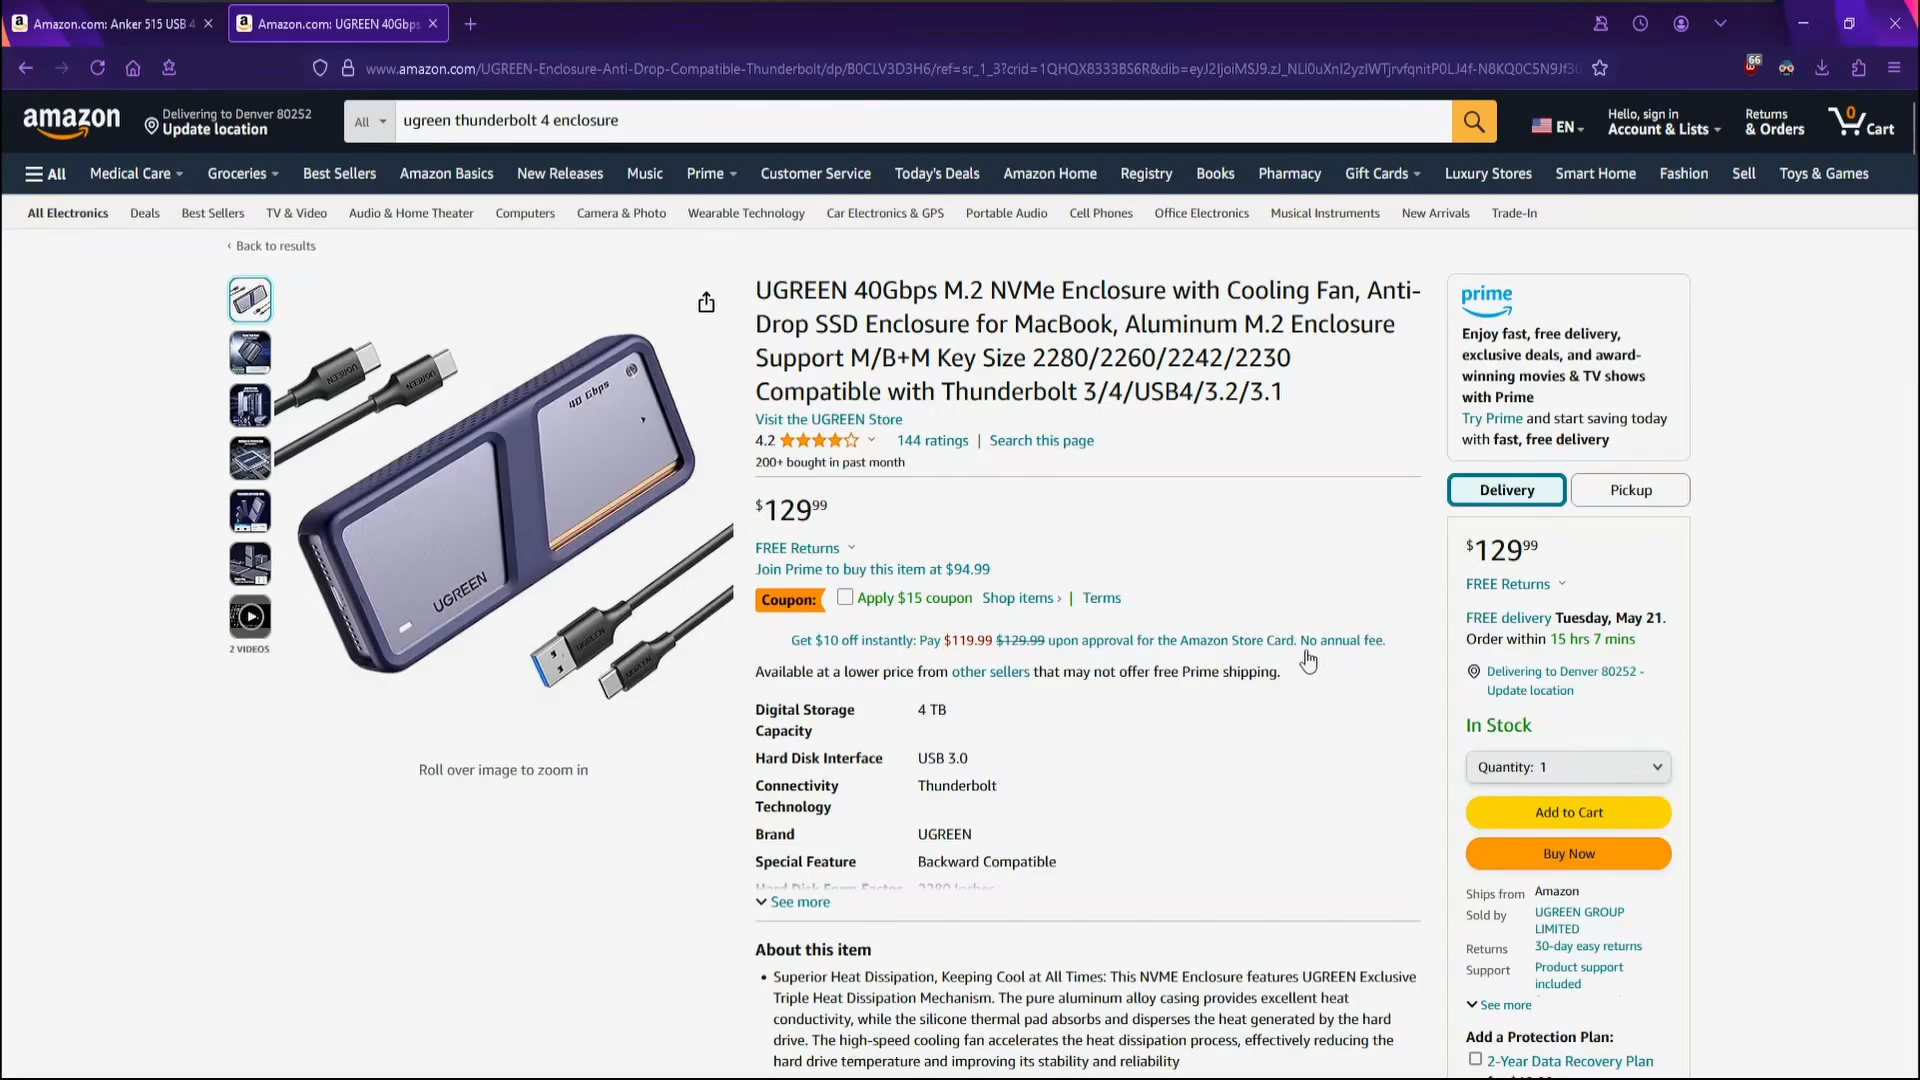 Amazon.com: Anker 515 USB 4
Amazon.com: UGREEN 40Gbps
66
amazon
Delivering to Denver 80252
Update location
All
ugreen thunderbolt 4 enclosure
EN
Hello, sign in
Account & Lists
Returns
& Orders
0
Cart
All
Medical Care
Groceries
Best Sellers
Amazon Basics
New Releases
Music
Prime
Customer Service
Today's Deals
Amazon Home
Registry
Books
Pharmacy
Gift Cards
Luxury Stores
Smart Home
Fashion
Sell
Toys & Games
All Electronics
Deals
Best Sellers
TV & Video
Audio & Home Theater
Computers
Camera & Photo
Wearable Technology
Car Electronics & GPS
Portable Audio
Cell Phones
Office Electronics
Musical Instruments
New Arrivals
Trade-In
‹ Back to results
2 VIDEOS
UGREEN
UGREEN
40 Gbps
UGREEN
UGREEN
UGREEN
Roll over image to zoom in
UGREEN 40Gbps M.2 NVMe Enclosure with Cooling Fan, Anti-
Drop SSD Enclosure for MacBook, Aluminum M.2 Enclosure
Support M/B+M Key Size 2280/2260/2242/2230
Compatible with Thunderbolt 3/4/USB4/3.2/3.1
Visit the UGREEN Store
4.2 144 ratings | Search this page
200+ bought in past month
$129.99
FREE Returns
Join Prime to buy this item at $94.99
Coupon: Apply $15 coupon Shop items › | Terms
Get $10 off instantly: Pay $119.99 $129.99 upon approval for the Amazon Store Card. No annual fee.
Available at a lower price from other sellers that may not offer free Prime shipping.
Digital Storage 4 TB
Capacity
Hard Disk Interface USB 3.0
Connectivity Thunderbolt
Technology
Brand UGREEN
Special Feature Backward Compatible
Hard Disk Form Factor 2280 Inches
See more
About this item
• Superior Heat Dissipation, Keeping Cool at All Times: This NVME Enclosure features UGREEN Exclusive
Triple Heat Dissipation Mechanism. The pure aluminum alloy casing provides excellent heat
conductivity, while the silicone thermal pad absorbs and disperses the heat generated by the hard
drive. The high-speed cooling fan accelerates the heat dissipation process, effectively reducing the
hard drive temperature and improving its stability and reliability
prime
Enjoy fast, free delivery,
exclusive deals, and award-
winning movies & TV shows
with Prime
Try Prime and start saving today
with fast, free delivery
Delivery
Pickup
$129.99
FREE Returns
FREE delivery Tuesday, May 21.
Order within 15 hrs 7 mins
Delivering to Denver 80252 -
Update location
In Stock
Quantity: 1
Add to Cart
Buy Now
Ships from Amazon
Sold by UGREEN GROUP
LIMITED
Returns 30-day easy returns
Support Product support
included
See more
Add a Protection Plan:
2-Year Data Recovery Plan